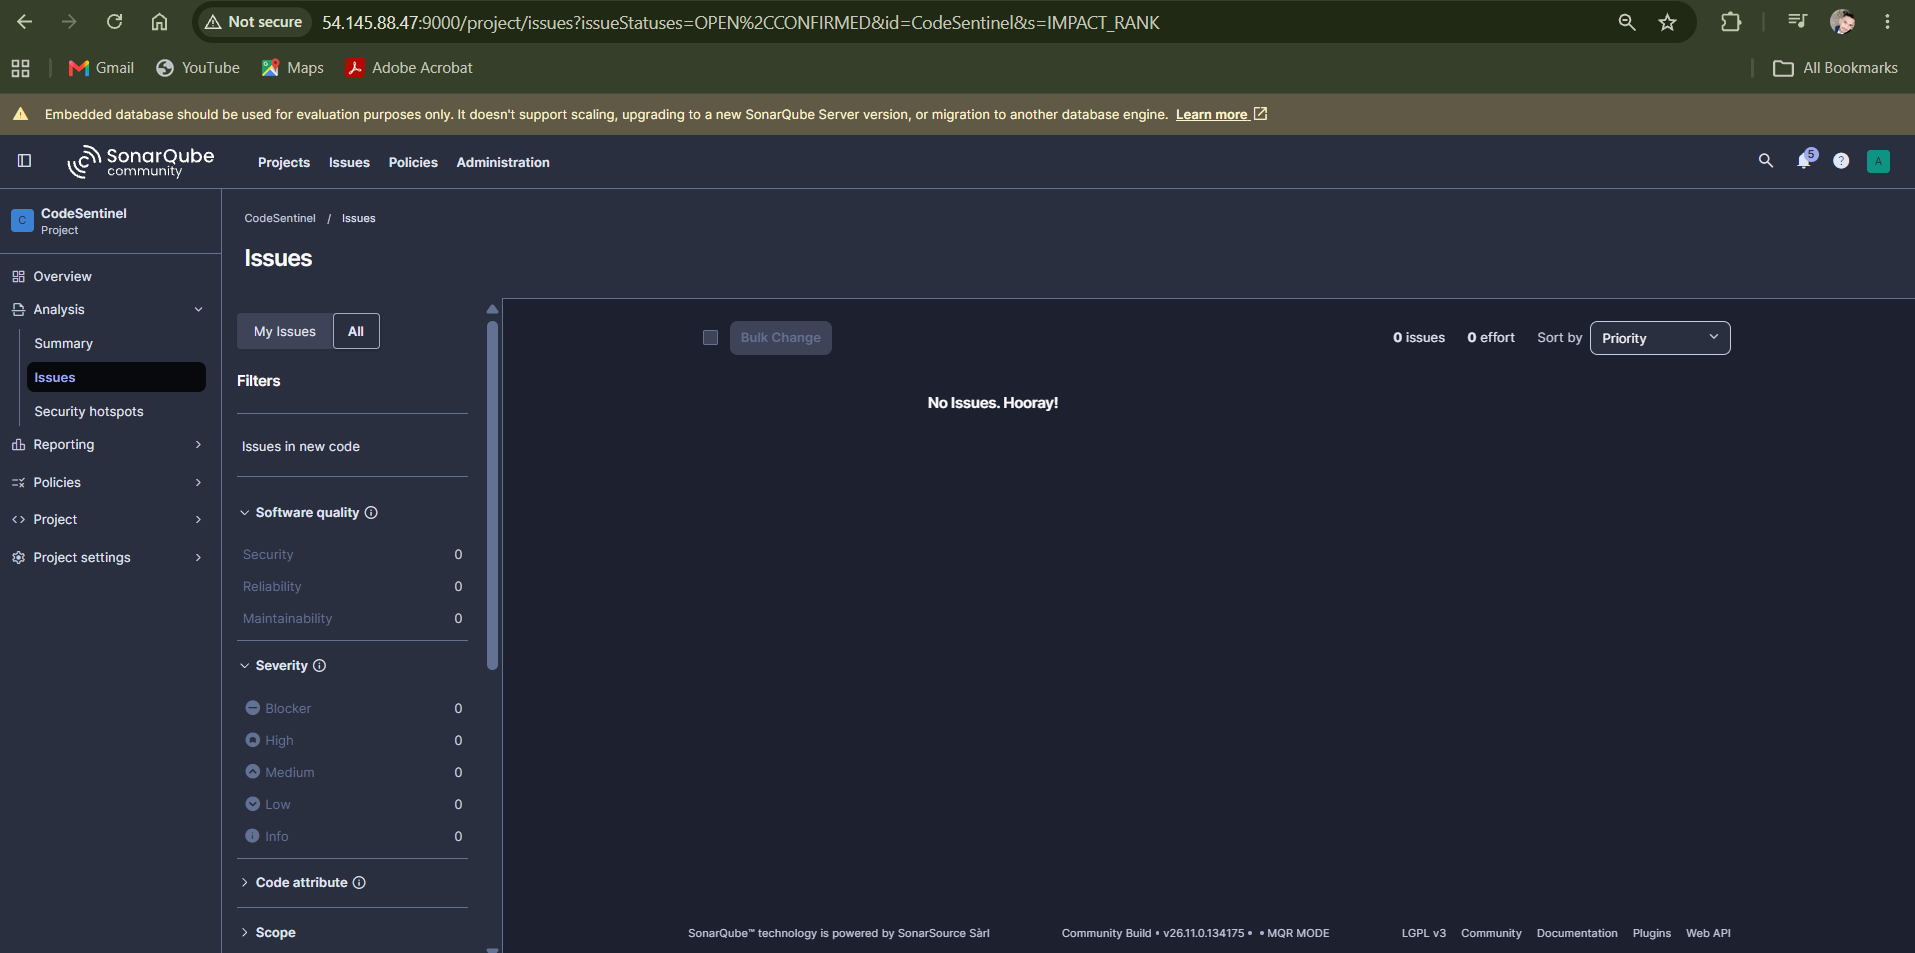 Not secure 54.145.88.47:9000/project/issues?issueStatuses=OPEN%2CCONFIRMED&id=CodeSentinel&s=IMPACT_RANK
Gmail YouTube Maps Adobe Acrobat All Bookmarks
Embedded database should be used for evaluation purposes only. It doesn't support scaling, upgrading to a new SonarQube Server version, or migration to another database engine. Learn more
SonarQube community Projects Issues Policies Administration 5 ? A
C CodeSentinel
Project
Overview
Analysis
Summary
Issues
Security hotspots
Reporting
Policies
Project
Project settings
CodeSentinel / Issues
Issues
My Issues All
Filters
Issues in new code
Software quality
Security 0
Reliability 0
Maintainability 0
Severity
Blocker 0
High 0
Medium 0
Low 0
Info 0
Code attribute
Scope
Bulk Change 0 issues 0 effort Sort by Priority
No Issues. Hooray!
SonarQube™ technology is powered by SonarSource Sàrl Community Build • v26.11.0.134175 • • MQR MODE LGPL v3 Community Documentation Plugins Web API